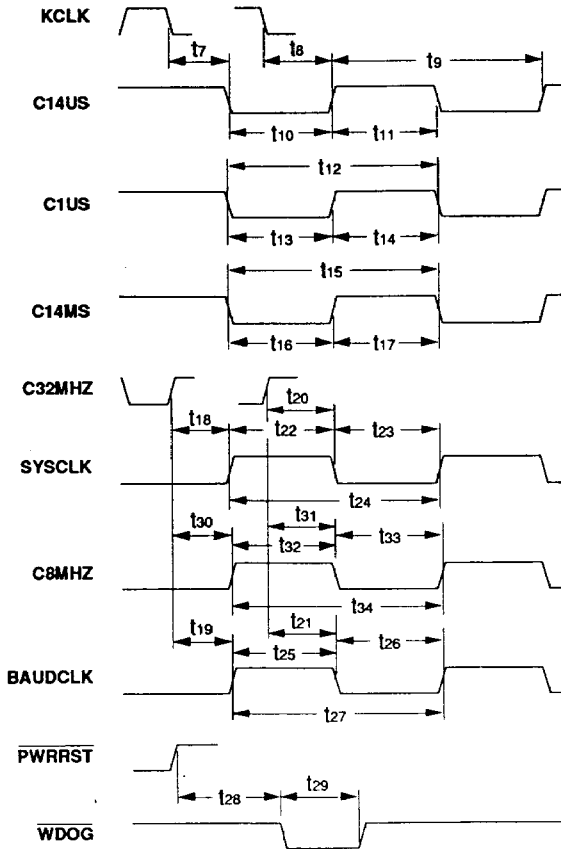 KCLK
t7 t8 t9
C14US
t10 t11
t12
C1US
t13 t14
t15
C14MS
t16 t17
C32MHZ
t20
t18 t22 t23
SYSCLK
t24
t30 t31 t33
t32
C8MHZ
t34
t19 t21 t26
t25
BAUDCLK
t27
PWRRST
t28 t29
WDOG